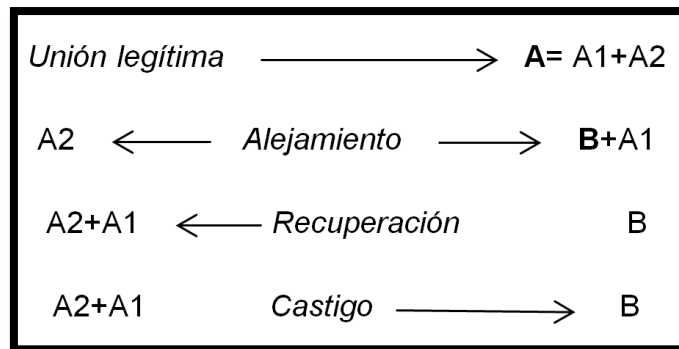 Unión legítima → A= A1+A2
A2 ← Alejamiento → B+A1
A2+A1 ← Recuperación B
A2+A1 Castigo → B